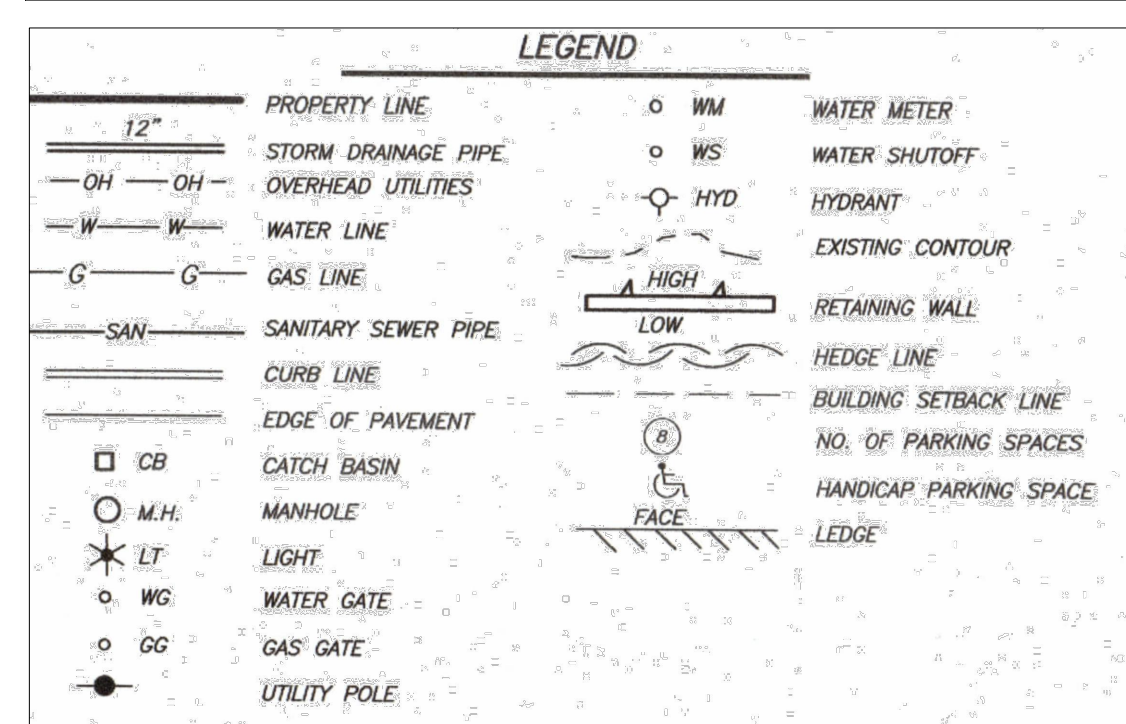 LEGEND
PROPERTY LINE
12"
STORM DRAINAGE PIPE
OH OH OVERHEAD UTILITIES
W W WATER LINE
G G GAS LINE
SAN SANITARY SEWER PIPE
CURB LINE
EDGE OF PAVEMENT
CB CATCH BASIN
M.H. MANHOLE
LT LIGHT
WG WATER GATE
GG GAS GATE
UTILITY POLE
WM WATER METER
WS WATER SHUTOFF
HYD HYDRANT
EXISTING CONTOUR
HIGH
RETAINING WALL
LOW
HEDGE LINE
BUILDING SETBACK LINE
8 NO. OF PARKING SPACES
HANDICAP PARKING SPACE
FACE
LEDGE